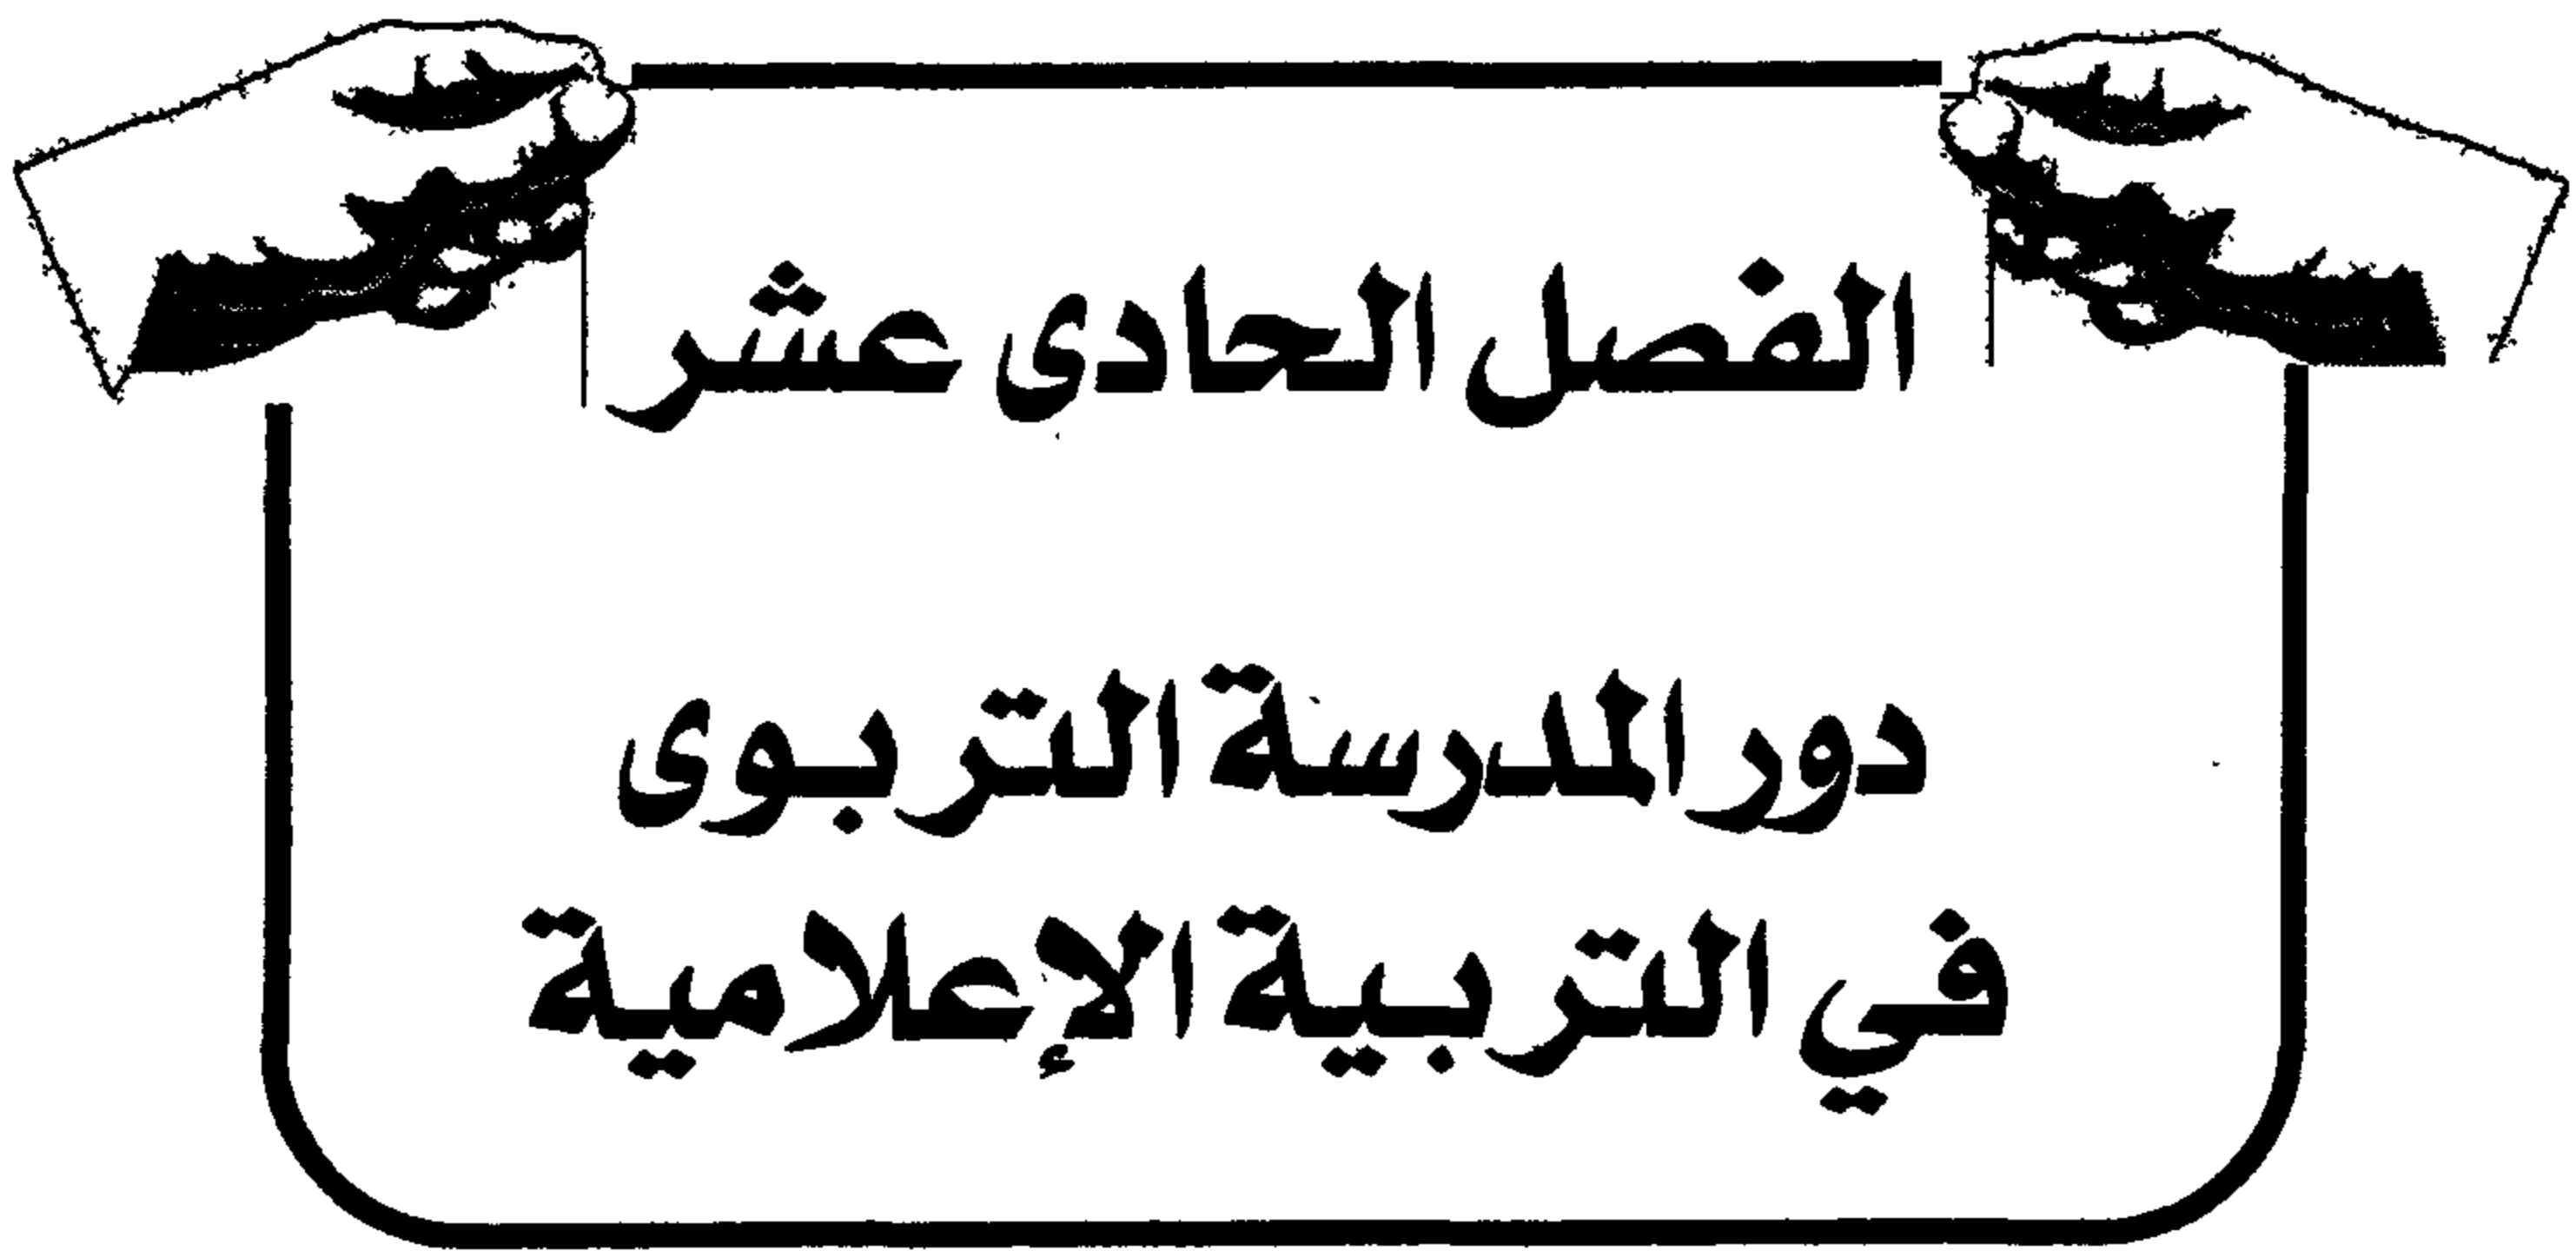 الفصل الحادى عشر
دور المدرسة التربوى
في التربية الإعلامية